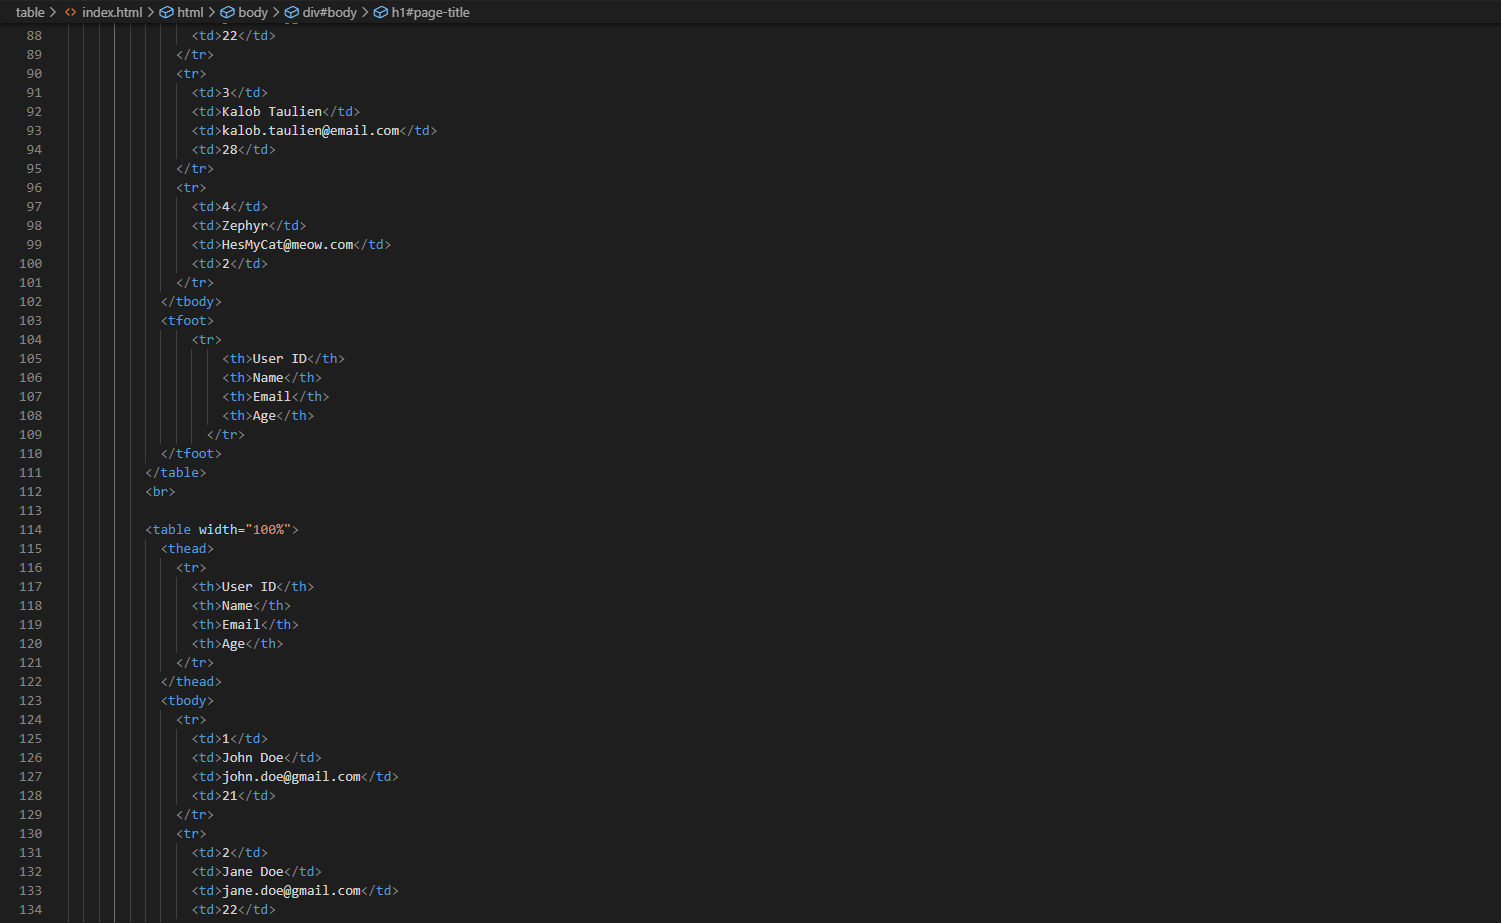 table > index.html > html > body > div#body > h1#page-title
88 <td>22</td>
89 </tr>
90 <tr>
91 <td>3</td>
92 <td>Kalob Taulien</td>
93 <td>kalob.taulien@email.com</td>
94 <td>28</td>
95 </tr>
96 <tr>
97 <td>4</td>
98 <td>Zephyr</td>
99 <td>HesMyCat@meow.com</td>
100 <td>2</td>
101 </tr>
102 </tbody>
103 <tfoot>
104 <tr>
105 <th>User ID</th>
106 <th>Name</th>
107 <th>Email</th>
108 <th>Age</th>
109 </tr>
110 </tfoot>
111 </table>
112 <br>
113
114 <table width="100%">
115 <thead>
116 <tr>
117 <th>User ID</th>
118 <th>Name</th>
119 <th>Email</th>
120 <th>Age</th>
121 </tr>
122 </thead>
123 <tbody>
124 <tr>
125 <td>1</td>
126 <td>John Doe</td>
127 <td>john.doe@gmail.com</td>
128 <td>21</td>
129 </tr>
130 <tr>
131 <td>2</td>
132 <td>Jane Doe</td>
133 <td>jane.doe@gmail.com</td>
134 <td>22</td>